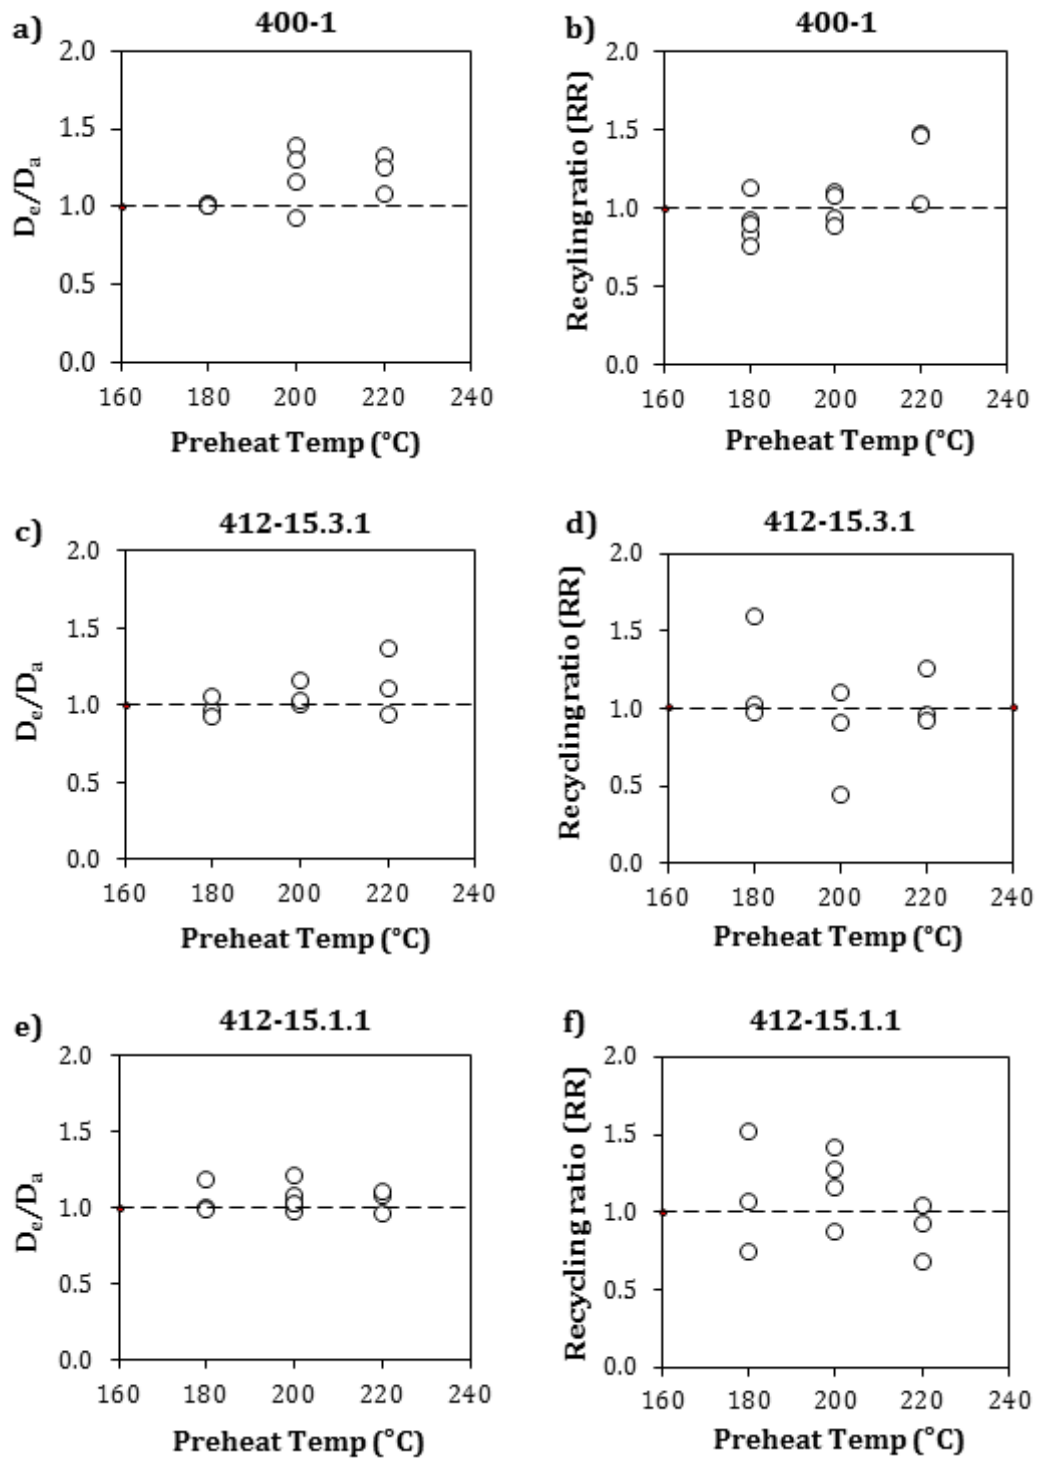 a) 400-1
2.0
1.5
1.0
0.5
0.0
De/Da
160 180 200 220 240
Preheat Temp (°C)
b) 400-1
2.0
1.5
1.0
0.5
0.0
Recylingratio (RR)
160 180 200 220 240
Preheat Temp (°C)
c) 412-15.3.1
2.0
1.5
1.0
0.5
0.0
De/Da
160 180 200 220 240
Preheat Temp (°C)
d) 412-15.3.1
2.0
1.5
1.0
0.5
0.0
Recyclingratio (RR)
160 180 200 220 240
Preheat Temp (°C)
e) 412-15.1.1
2.0
1.5
1.0
0.5
0.0
De/Da
160 180 200 220 240
Preheat Temp (°C)
f) 412-15.1.1
2.0
1.5
1.0
0.5
0.0
Recycling ratio (RR)
160 180 200 220 240
Preheat Temp (°C)